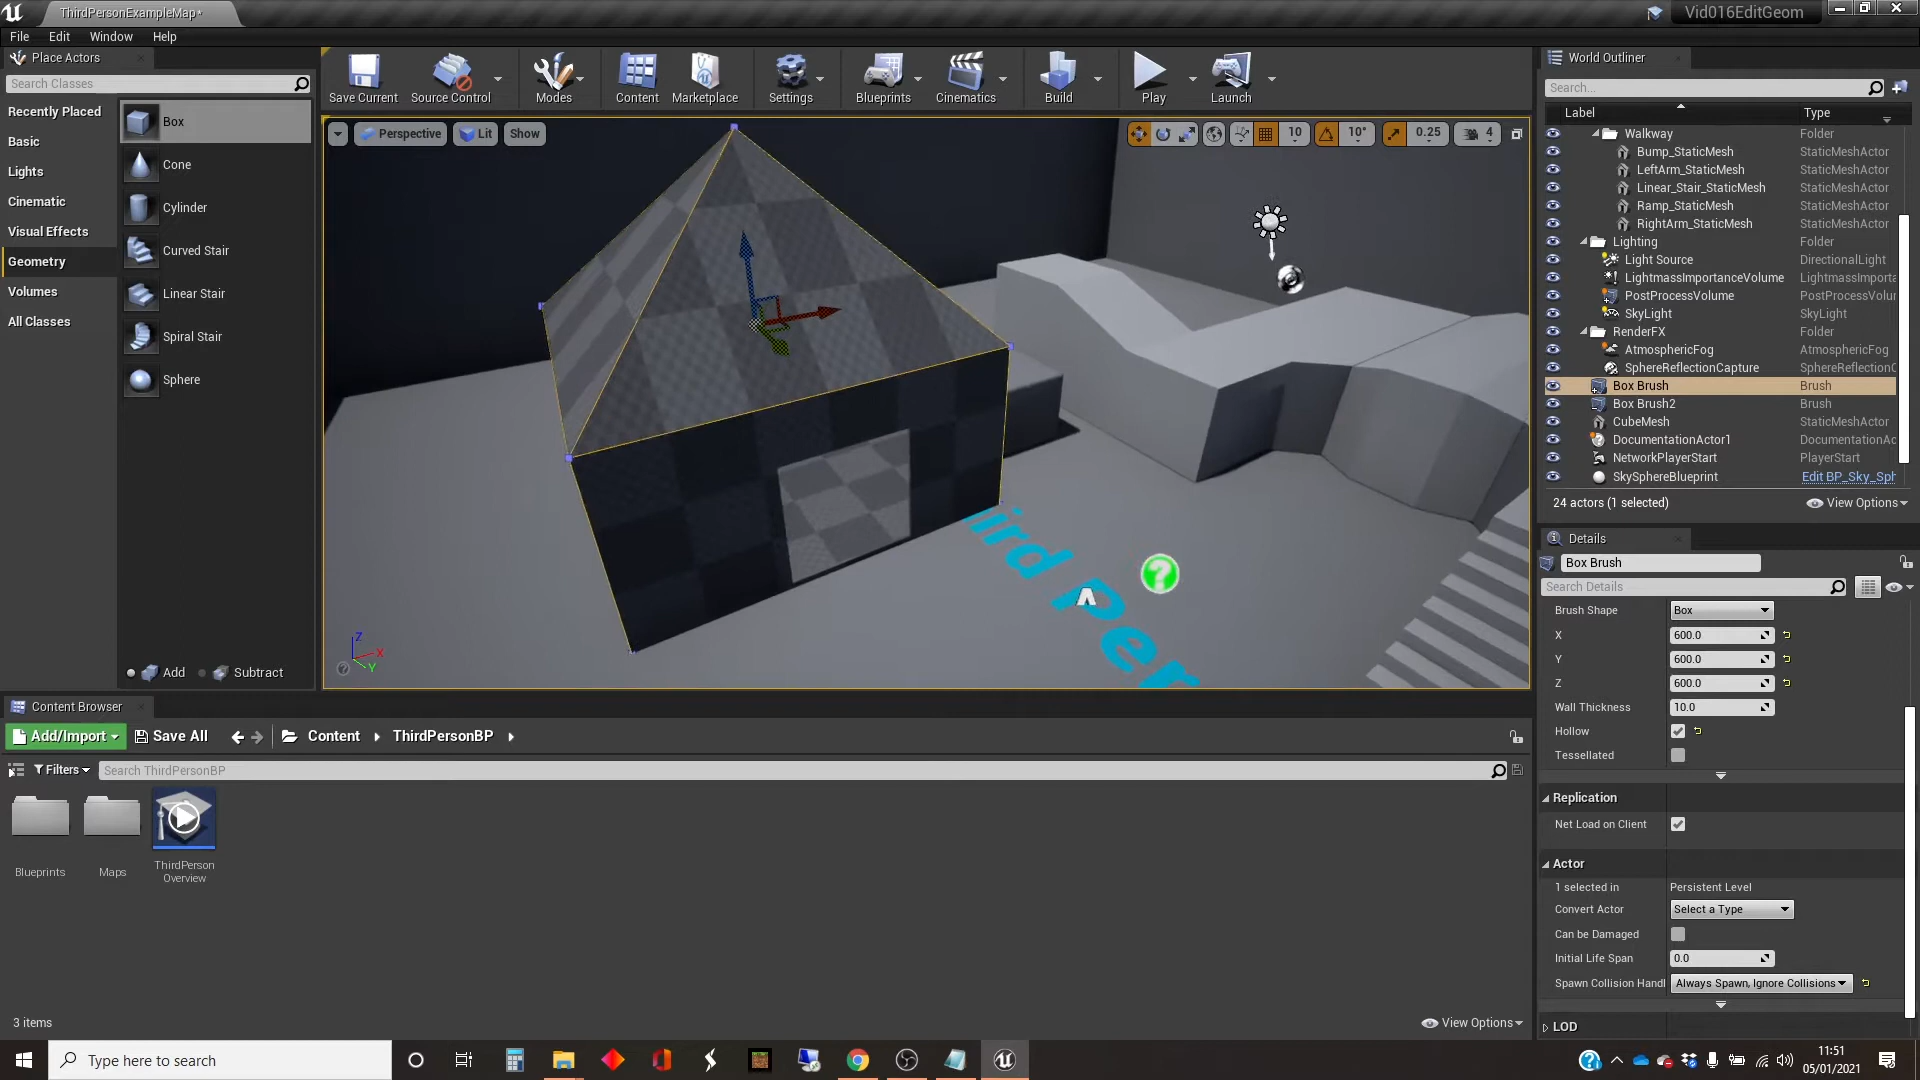 ThirdPersonExampleMap*
Vid016EditGeom
File Edit Window Help
Place Actors
Search Classes
Recently Placed
Basic
Lights
Cinematic
Visual Effects
Geometry
Volumes
All Classes
Box
Cone
Cylinder
Curved Stair
Linear Stair
Spiral Stair
Sphere
Add Subtract
Save Current Source Control Modes Content Marketplace Settings Blueprints Cinematics Build Play Launch
Perspective Lit Show
10 10° 0.25 4
hird Per
?
Z
X
Y
World Outliner
Search...
Label Type
Walkway Folder
Bump_StaticMesh StaticMeshActor
LeftArm_StaticMesh StaticMeshActor
Linear_Stair_StaticMesh StaticMeshActor
Ramp_StaticMesh StaticMeshActor
RightArm_StaticMesh StaticMeshActor
Lighting Folder
Light Source DirectionalLight
LightmassImportanceVolume LightmassImporta
PostProcessVolume PostProcessVolu
SkyLight SkyLight
RenderFX Folder
AtmosphericFog AtmosphericFog
SphereReflectionCapture SphereReflectionC
Box Brush Brush
Box Brush2 Brush
CubeMesh StaticMeshActor
DocumentationActor1 DocumentationAc
NetworkPlayerStart PlayerStart
SkySphereBlueprint Edit BP_Sky_Sph
24 actors (1 selected) View Options
Details
Box Brush
Search Details
Brush Shape Box
X 600.0
Y 600.0
Z 600.0
Wall Thickness 10.0
Hollow
Tessellated
Replication
Net Load on Client
Actor
1 selected in Persistent Level
Convert Actor Select a Type
Can be Damaged
Initial Life Span 0.0
Spawn Collision Handl Always Spawn, Ignore Collisions
LOD
Content Browser
Add/Import Save All Content ThirdPersonBP
Filters Search ThirdPersonBP
Blueprints
Maps
ThirdPerson
Overview
3 items View Options
Type here to search
11:51
05/01/2021